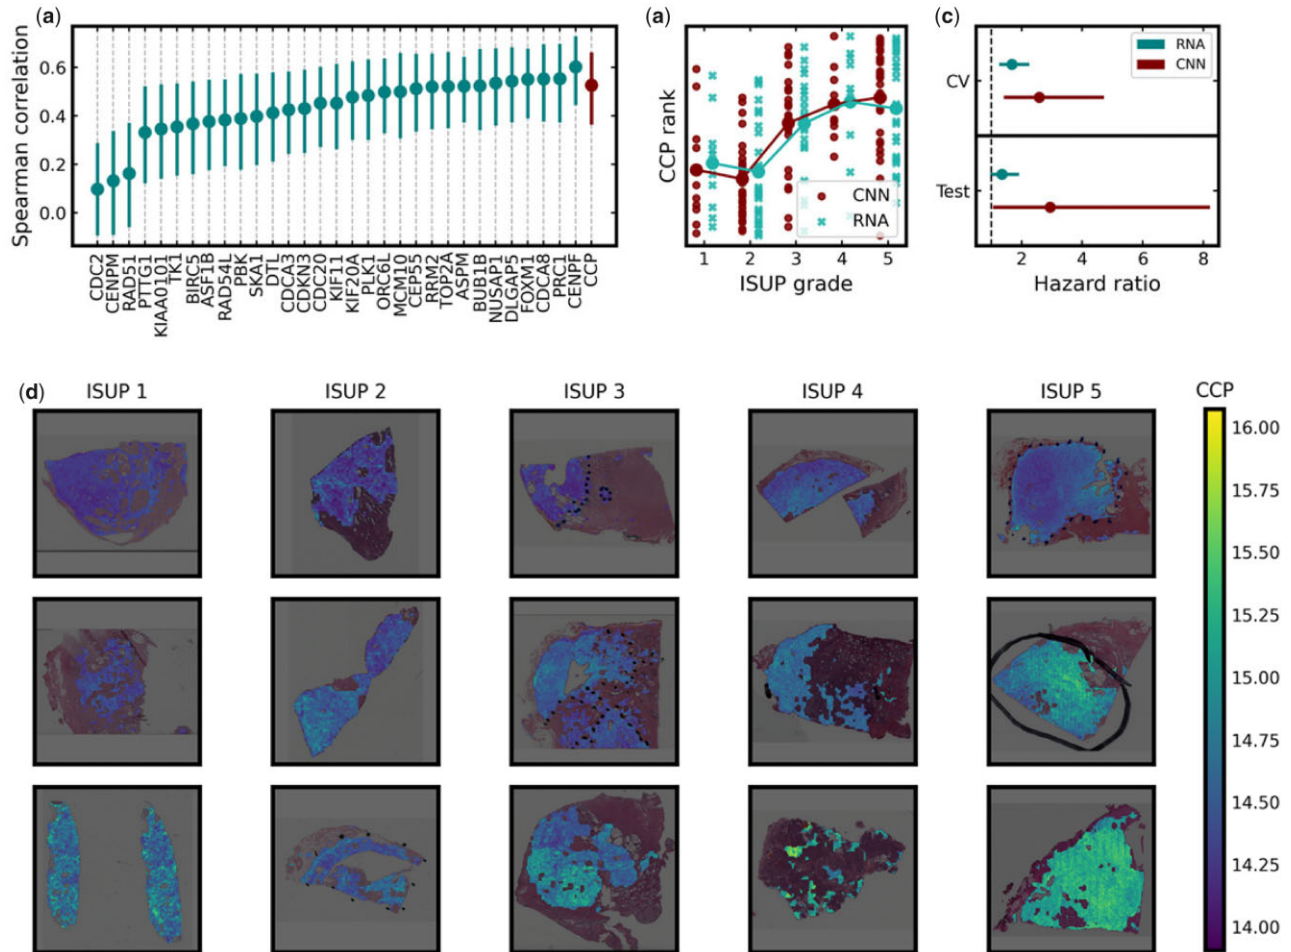 (a)
Spearman correlation
0.6
0.4
0.2
0.0
CDC2
CENPM
RAD51
PTTG1
KIAA0101
TK1
BIRC5
ASF1B
RAD54L
PBK
SKA1
DTL
CDCA3
CDKN3
CDC20
KIF11
KIF20A
PLK1
ORC6L
MCM10
CEP55
RRM2
TOP2A
ASPM
BUB1B
NUSAP1
DLGAP5
FOXM1
CDCA8
PRC1
CENPF
CCP
(a)
CCP rank
CNN
RNA
1 2 3 4 5
ISUP grade
(c)
RNA
CNN
CV
Test
2 4 6 8
Hazard ratio
(d)
ISUP 1 ISUP 2 ISUP 3 ISUP 4 ISUP 5
CCP
16.00
15.75
15.50
15.25
15.00
14.75
14.50
14.25
14.00